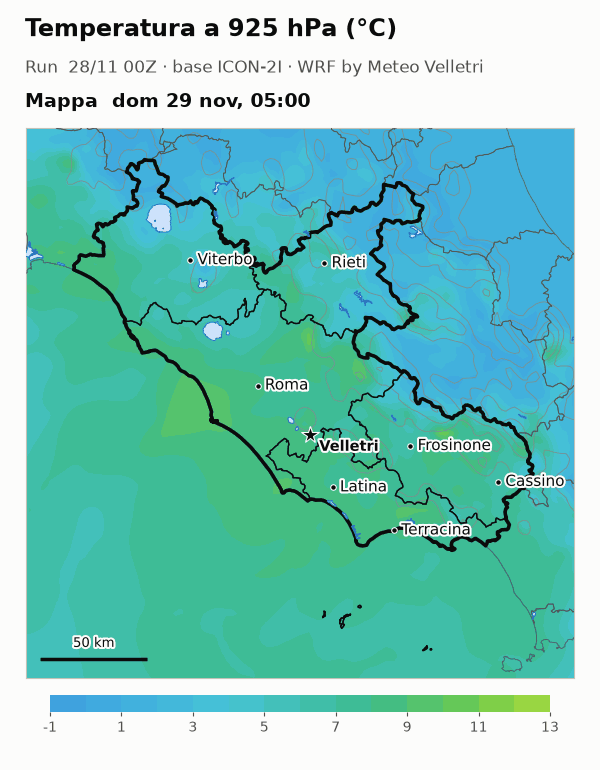 Temperatura a 925 hPa (°C)
Run  28/11 00Z · base ICON-2I · WRF by Meteo Velletri
Mappa  dom 29 nov, 05:00
Viterbo
Rieti
Roma
Velletri
Frosinone
Latina
Cassino
Terracina
50 km
-1 1 3 5 7 9 11 13